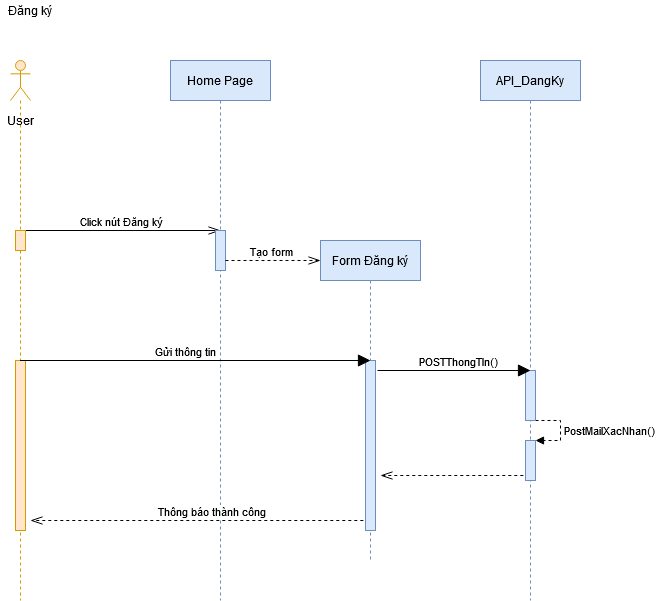 Đăng ký
Home Page
API_DangKy
User
Click nút Đăng ký
Tạo form
Form Đăng ký
Gửi thông tin
POSTThongTIn()
PostMailXacNhan()
Thông báo thành công